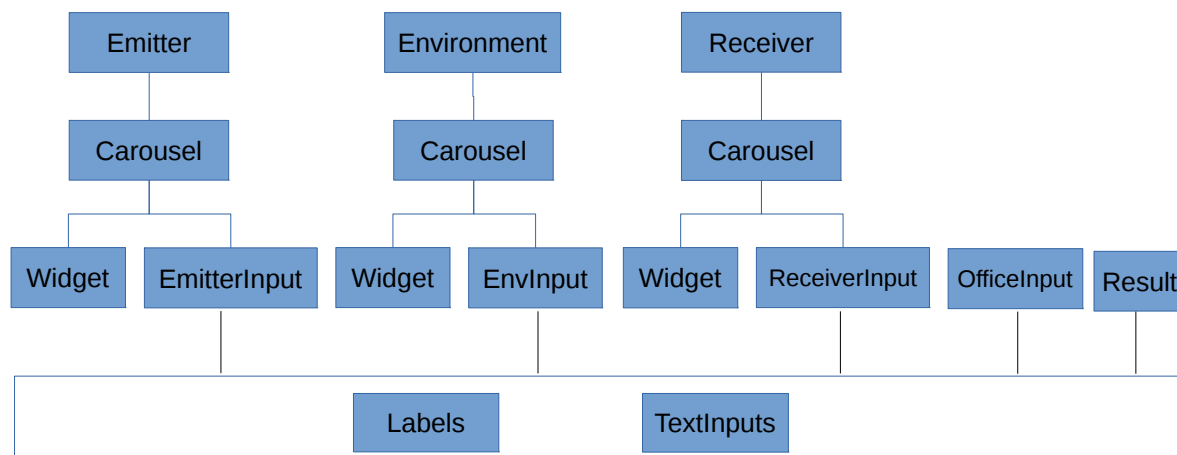 Emitter
Environment
Receiver
Carousel
Carousel
Carousel
Widget
EmitterInput
Widget
EnvInput
Widget
ReceiverInput
OfficeInput
Result
Labels
TextInputs